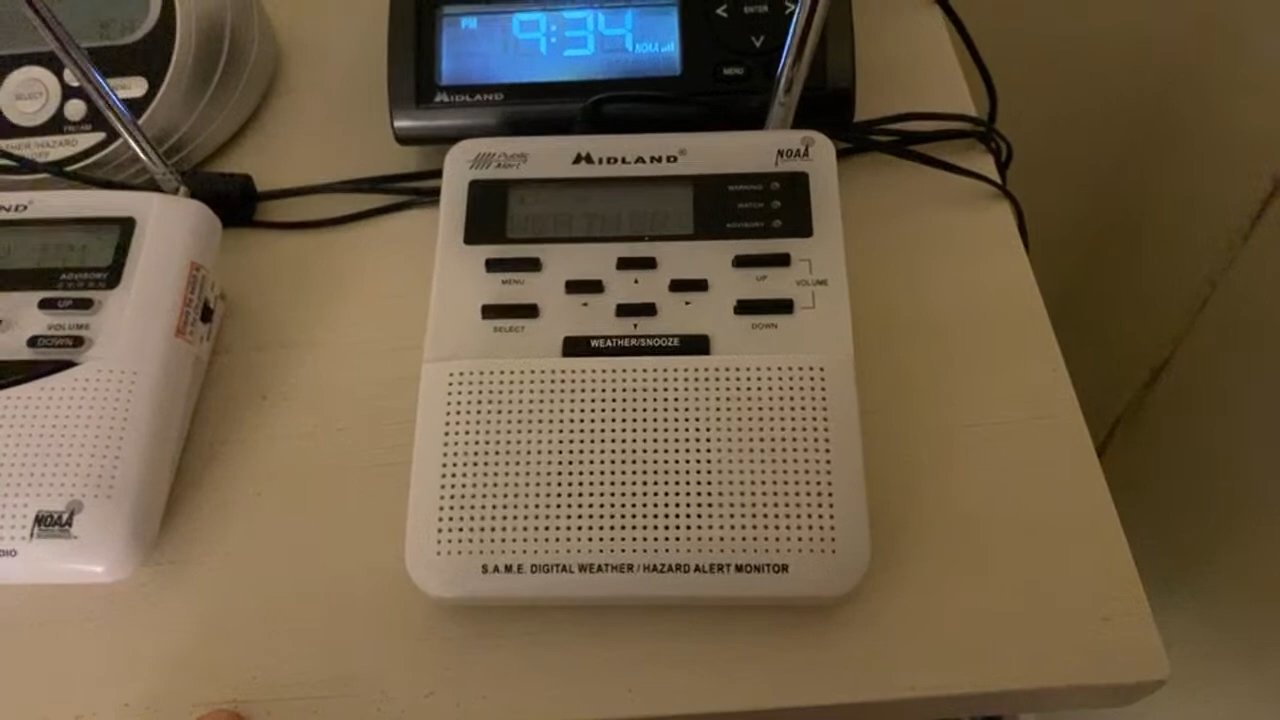 PM
9:34
NOAA
ENTER
MENU
MIDLAND
SELECT
Public
Alert
MIDLAND®
NOAA
WARNING
WATCH
ADVISORY
MENU
SELECT
UP
VOLUME
DOWN
WEATHER/SNOOZE
S.A.M.E. DIGITAL WEATHER / HAZARD ALERT MONITOR
ADVISORY
UP
VOLUME
DOWN
NOAA